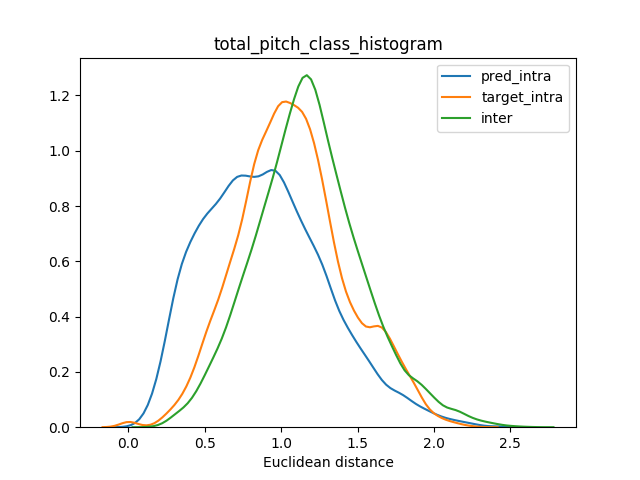 total_pitch_class_histogram
pred_intra
target_intra
inter
1.2
1.0
0.8
0.6
0.4
0.2
0.0
0.0 0.5 1.0 1.5 2.0 2.5
Euclidean distance